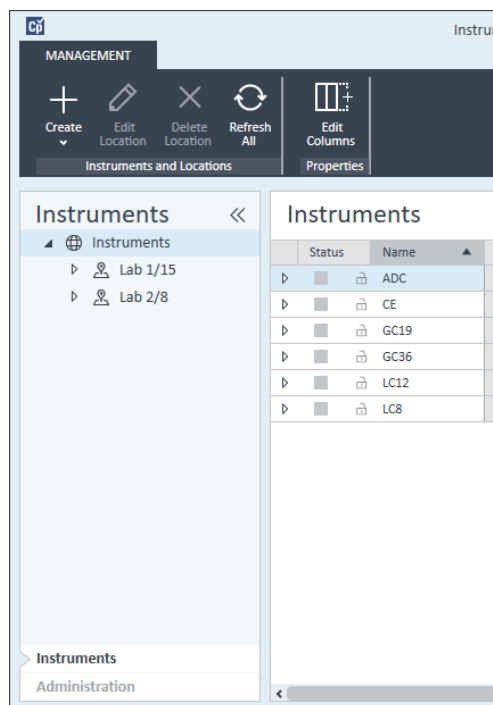 Cp
Instru
MANAGEMENT
Create Edit Location Delete Location Refresh All Edit Columns
Instruments and Locations Properties
Instruments
Instruments
Lab 1/15
Lab 2/8
Instruments
Administration
Instruments
Status Name
ADC
CE
GC19
GC36
LC12
LC8